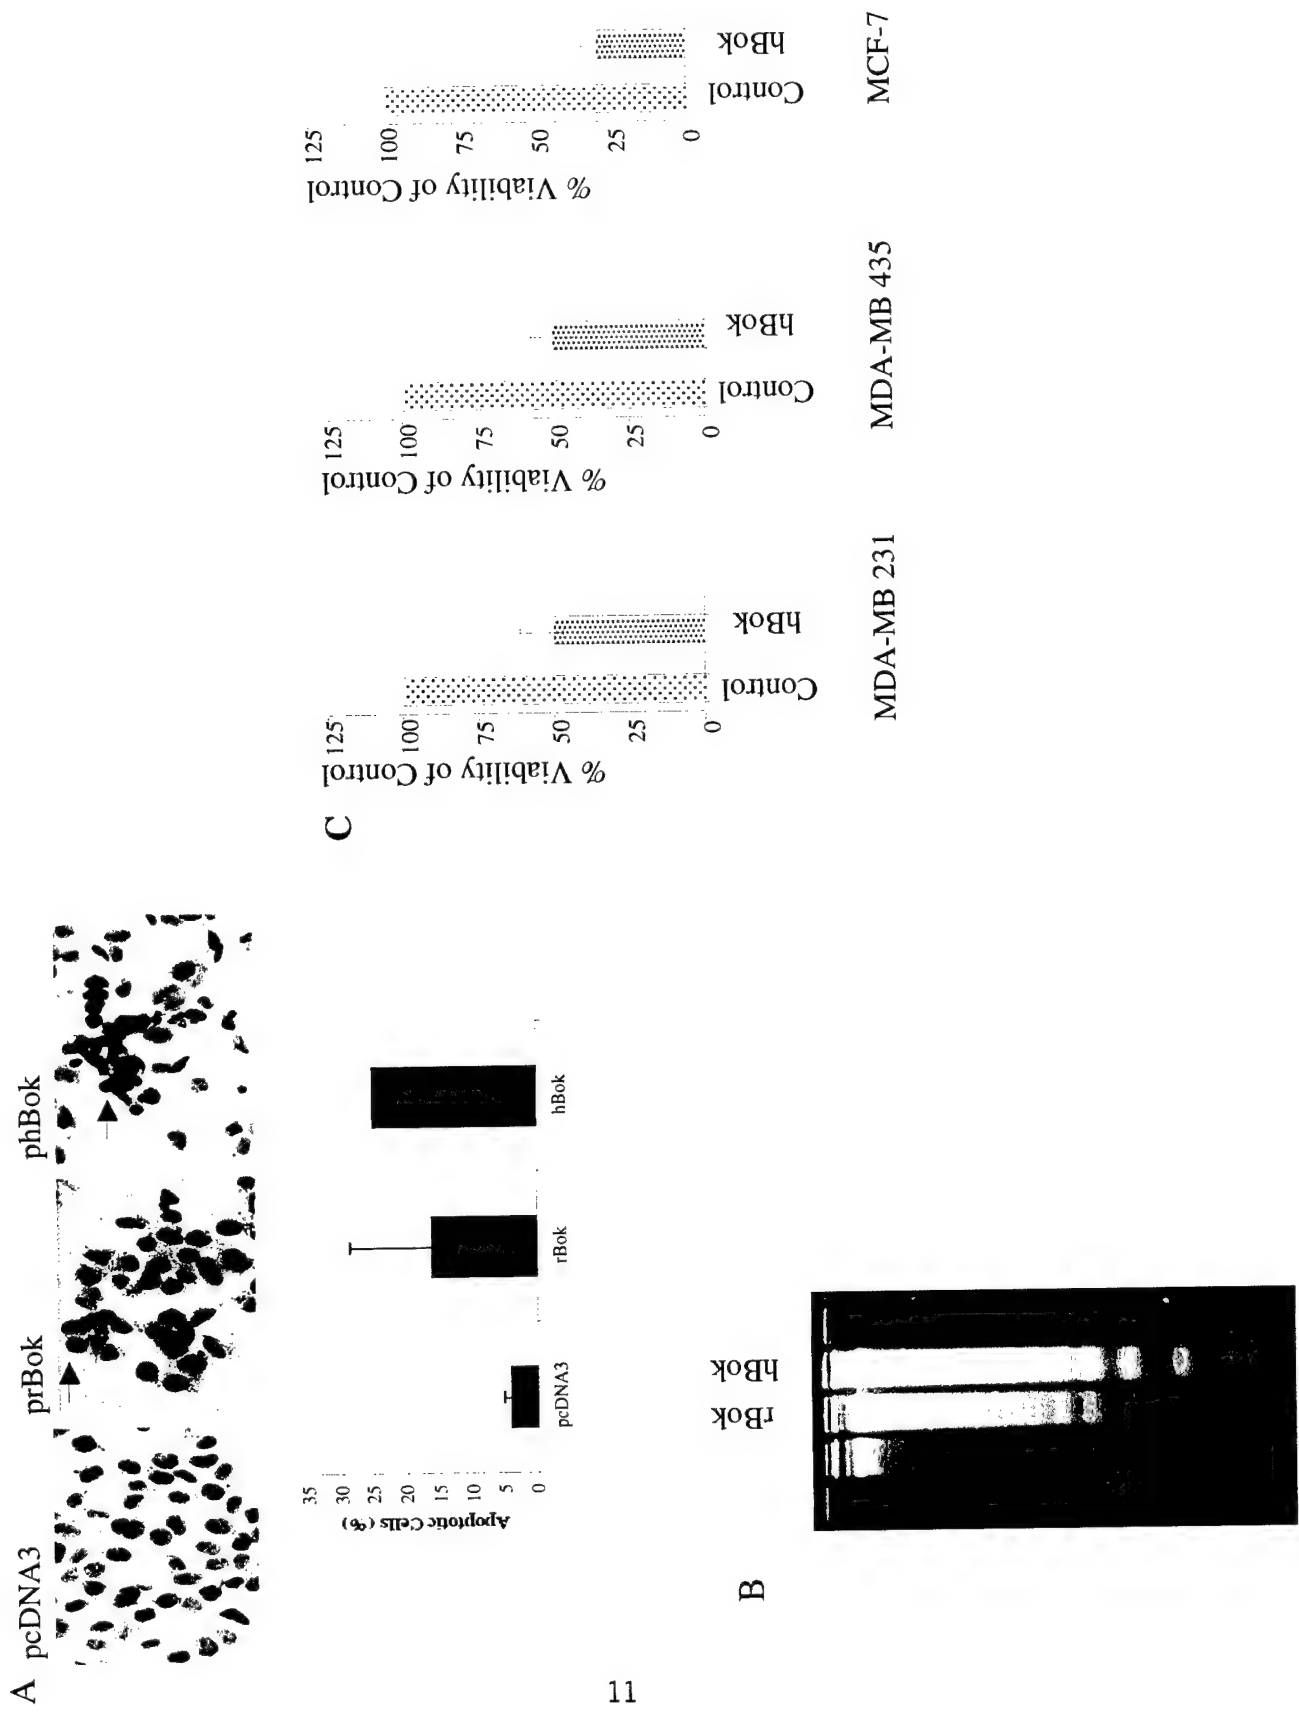 A
pcDNA3
prBok
phBok
Apoptotic Cells (%)
35
30
25
20
15
10
5
0
pcDNA3
rBok
hBok
B
rBok
hBok
C
% Viability of Control
125
100
75
50
25
0
Control
hBok
MDA-MB 231
% Viability of Control
125
100
75
50
25
0
Control
hBok
MDA-MB 435
% Viability of Control
125
100
75
50
25
0
Control
hBok
MCF-7
11